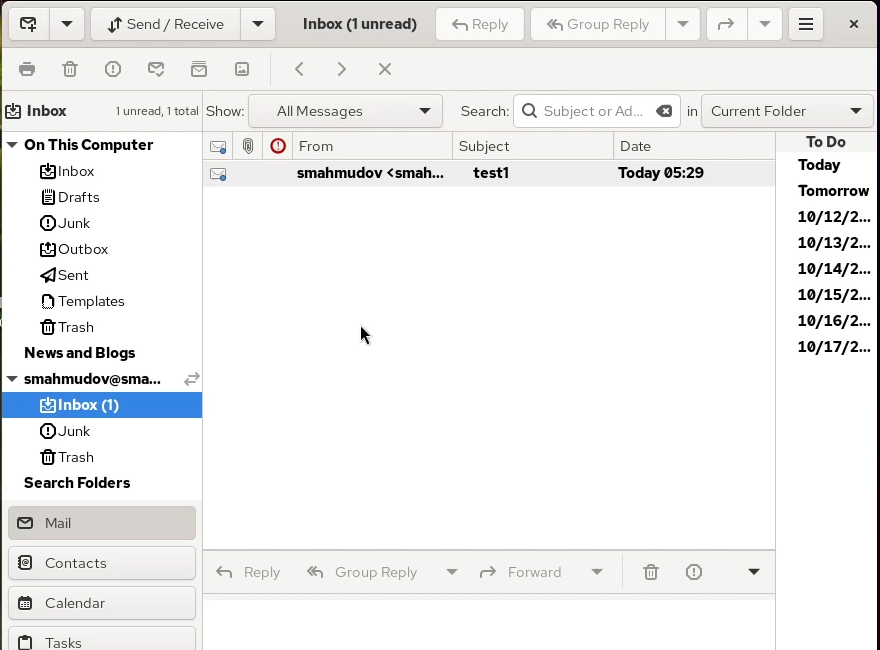 Send / Receive
Inbox (1 unread)
Reply
Group Reply
Inbox
1 unread, 1 total
Show:
All Messages
Search:
Subject or Ad...
in
Current Folder
On This Computer
Inbox
Drafts
Junk
Outbox
Sent
Templates
Trash
News and Blogs
smahmudov@sma...
Inbox (1)
Junk
Trash
Search Folders
Mail
Contacts
Calendar
Tasks
From
Subject
Date
smahmudov <smah...
test1
Today 05:29
Reply
Group Reply
Forward
To Do
Today
Tomorrow
10/12/2...
10/13/2...
10/14/2...
10/15/2...
10/16/2...
10/17/2...